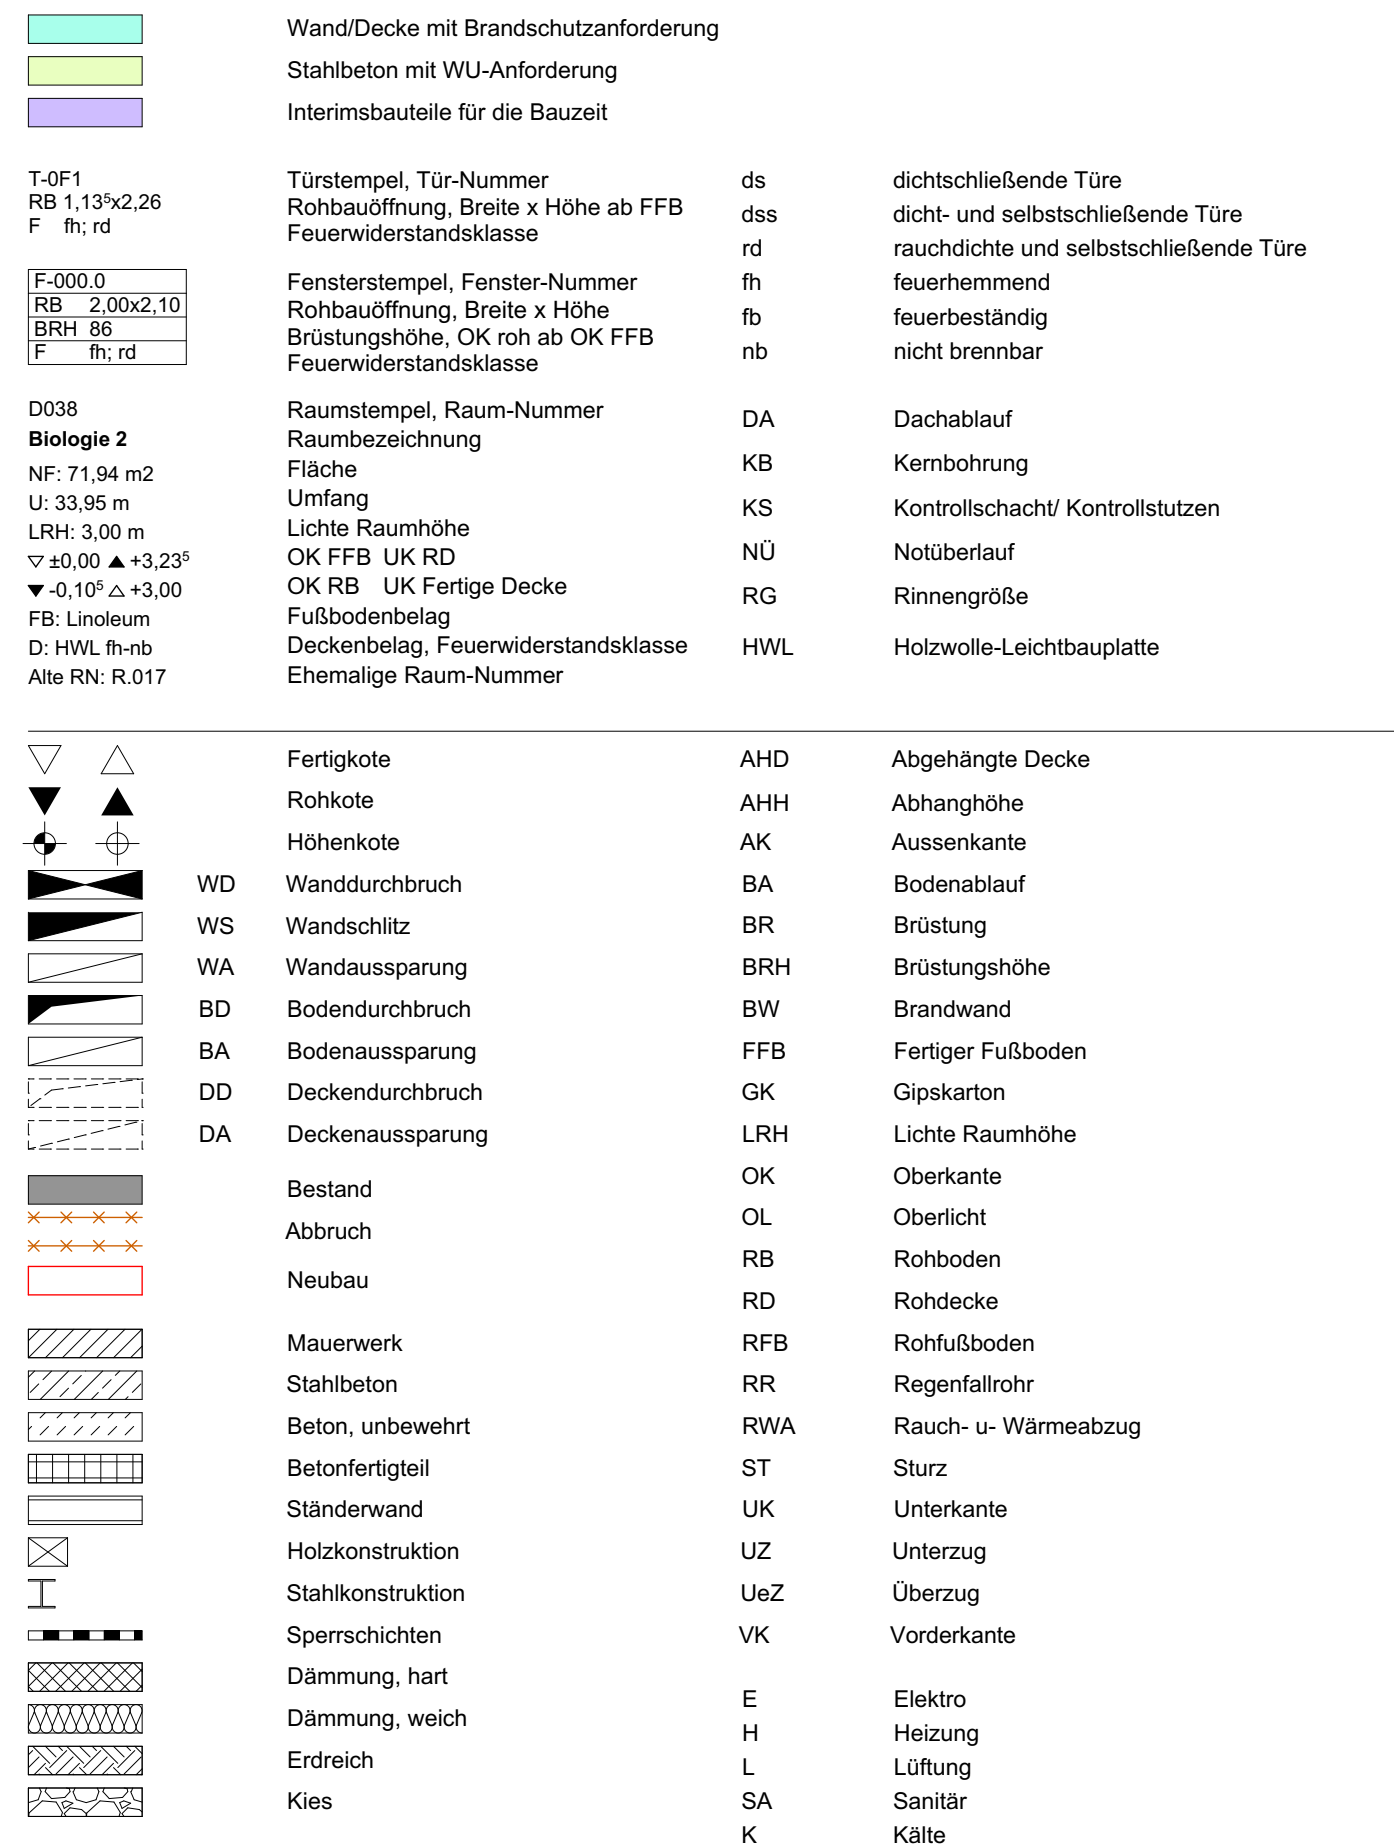 Wand/Decke mit Brandschutzanforderung
Stahlbeton mit WU-Anforderung
Interimsbauteile für die Bauzeit
T-0F1
RB 1,13⁵x2,26
F fh; rd
Türstempel, Tür-Nummer
Rohbauöffnung, Breite x Höhe ab FFB
Feuerwiderstandsklasse
F-000.0
RB 2,00x2,10
BRH 86
F fh; rd
Fensterstempel, Fenster-Nummer
Rohbauöffnung, Breite x Höhe
Brüstungshöhe, OK roh ab OK FFB
Feuerwiderstandsklasse
D038
Biologie 2
NF: 71,94 m2
U: 33,95 m
LRH: 3,00 m
▽ ±0,00 ▲ +3,23⁵
▼ -0,10⁵ △ +3,00
FB: Linoleum
D: HWL fh-nb
Alte RN: R.017
Raumstempel, Raum-Nummer
Raumbezeichnung
Fläche
Umfang
Lichte Raumhöhe
OK FFB UK RD
OK RB UK Fertige Decke
Fußbodenbelag
Deckenbelag, Feuerwiderstandsklasse
Ehemalige Raum-Nummer
ds dichtschließende Türe
dss dicht- und selbstschließende Türe
rd rauchdichte und selbstschließende Türe
fh feuerhemmend
fb feuerbeständig
nb nicht brennbar
DA Dachablauf
KB Kernbohrung
KS Kontrollschacht/ Kontrollstutzen
NÜ Notüberlauf
RG Rinnengröße
HWL Holzwolle-Leichtbauplatte
Fertigkote
Rohkote
Höhenkote
WD Wanddurchbruch
WS Wandschlitz
WA Wandaussparung
BD Bodendurchbruch
BA Bodenaussparung
DD Deckendurchbruch
DA Deckenaussparung
Bestand
Abbruch
Neubau
Mauerwerk
Stahlbeton
Beton, unbewehrt
Betonfertigteil
Ständerwand
Holzkonstruktion
Stahlkonstruktion
Sperrschichten
Dämmung, hart
Dämmung, weich
Erdreich
Kies
AHD Abgehängte Decke
AHH Abhanghöhe
AK Aussenkante
BA Bodenablauf
BR Brüstung
BRH Brüstungshöhe
BW Brandwand
FFB Fertiger Fußboden
GK Gipskarton
LRH Lichte Raumhöhe
OK Oberkante
OL Oberlicht
RB Rohboden
RD Rohdecke
RFB Rohfußboden
RR Regenfallrohr
RWA Rauch- u- Wärmeabzug
ST Sturz
UK Unterkante
UZ Unterzug
UeZ Überzug
VK Vorderkante
E Elektro
H Heizung
L Lüftung
SA Sanitär
K Kälte